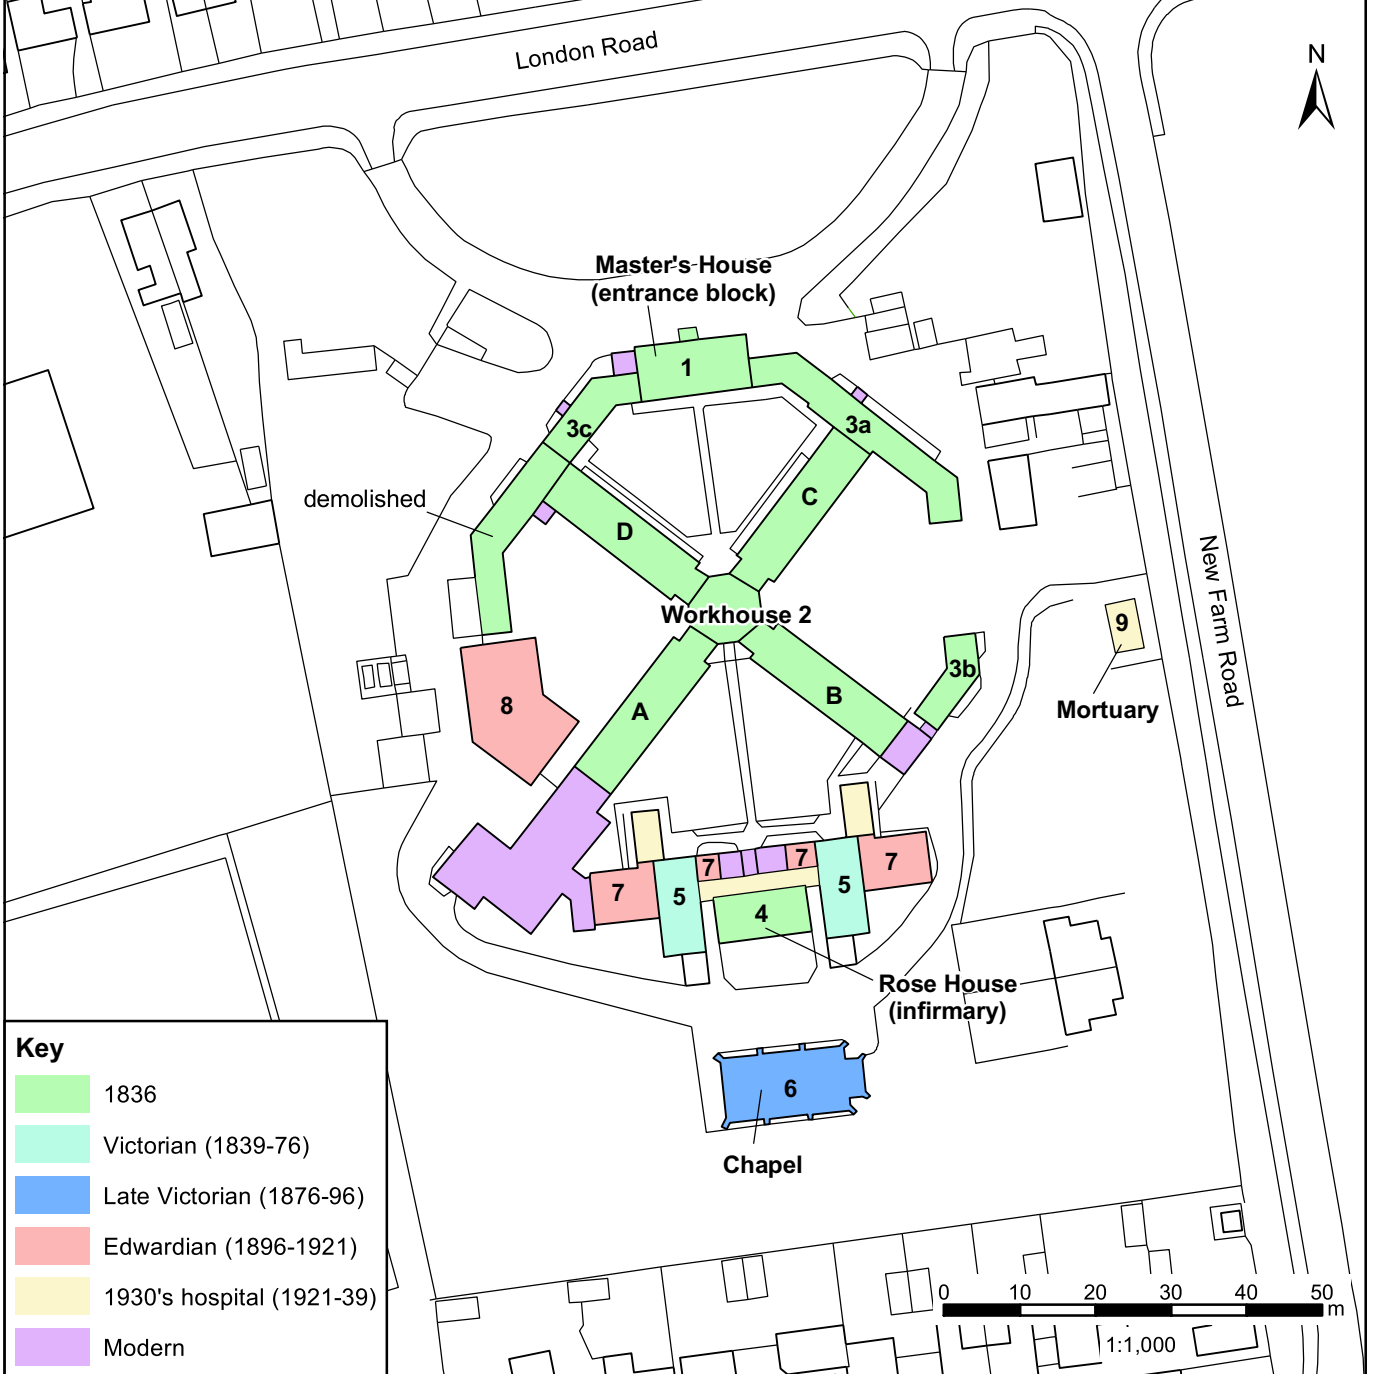 London Road
N
Master's House
(entrance block)
1
3c
3a
demolished
C
D
Workhouse 2
New Farm Road
9
Mortuary
3b
8
A
B
7
5
7
7
5
7
4
Rose House
(infirmary)
6
Chapel
Key
1836
Victorian (1839-76)
Late Victorian (1876-96)
Edwardian (1896-1921)
1930's hospital (1921-39)
Modern
0 10 20 30 40 50
m
1:1,000